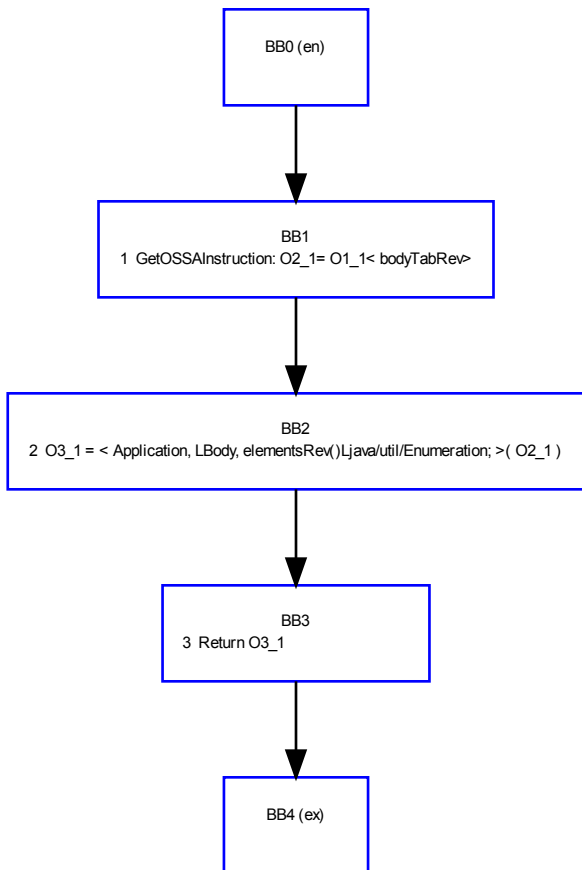 BB0 (en)
BB1
1 GetOSSAInstruction: O2_1= O1_1< bodyTabRev>
BB2
2 O3_1 = < Application, LBody, elementsRev()Ljava/util/Enumeration; >( O2_1 )
BB3
3 Return O3_1
BB4 (ex)